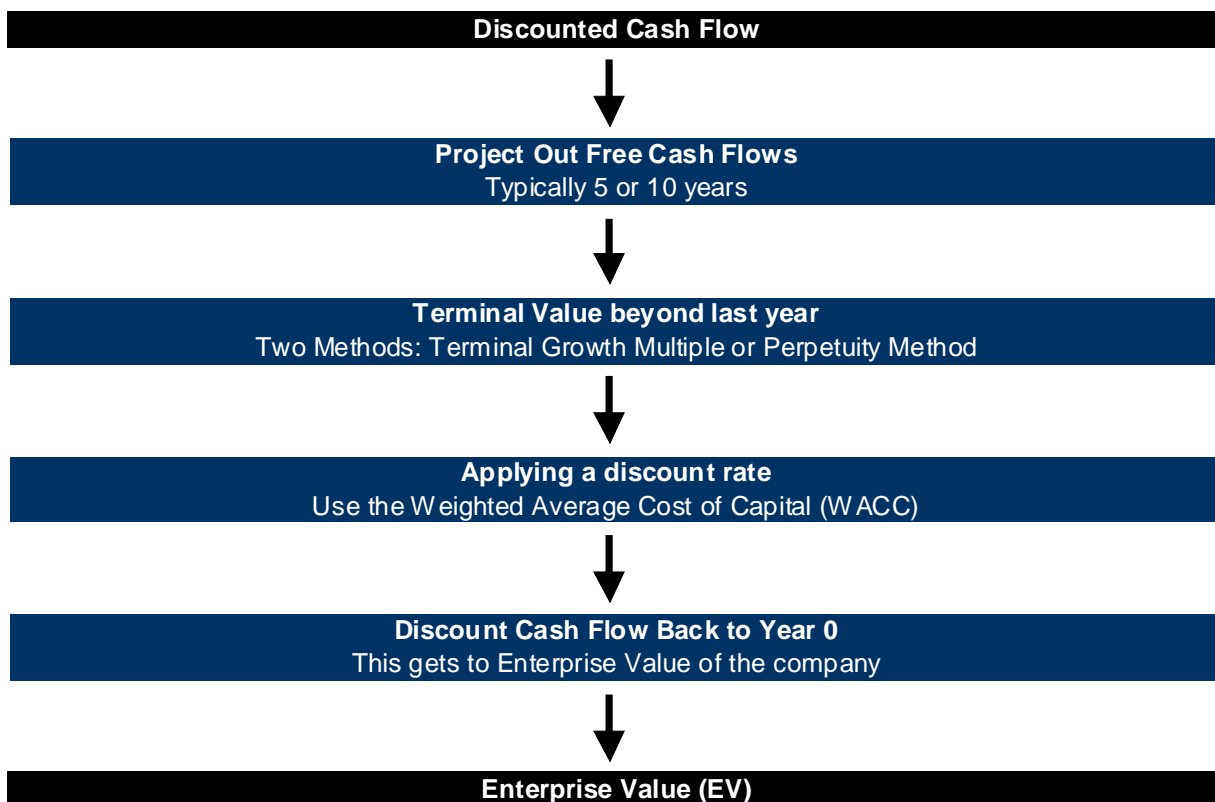 Discounted Cash Flow
Project Out Free Cash Flows
Typically 5 or 10 years
Terminal Value beyond last year
Two Methods: Terminal Growth Multiple or Perpetuity Method
Applying a discount rate
Use the Weighted Average Cost of Capital (WACC)
Discount Cash Flow Back to Year 0
This gets to Enterprise Value of the company
Enterprise Value (EV)